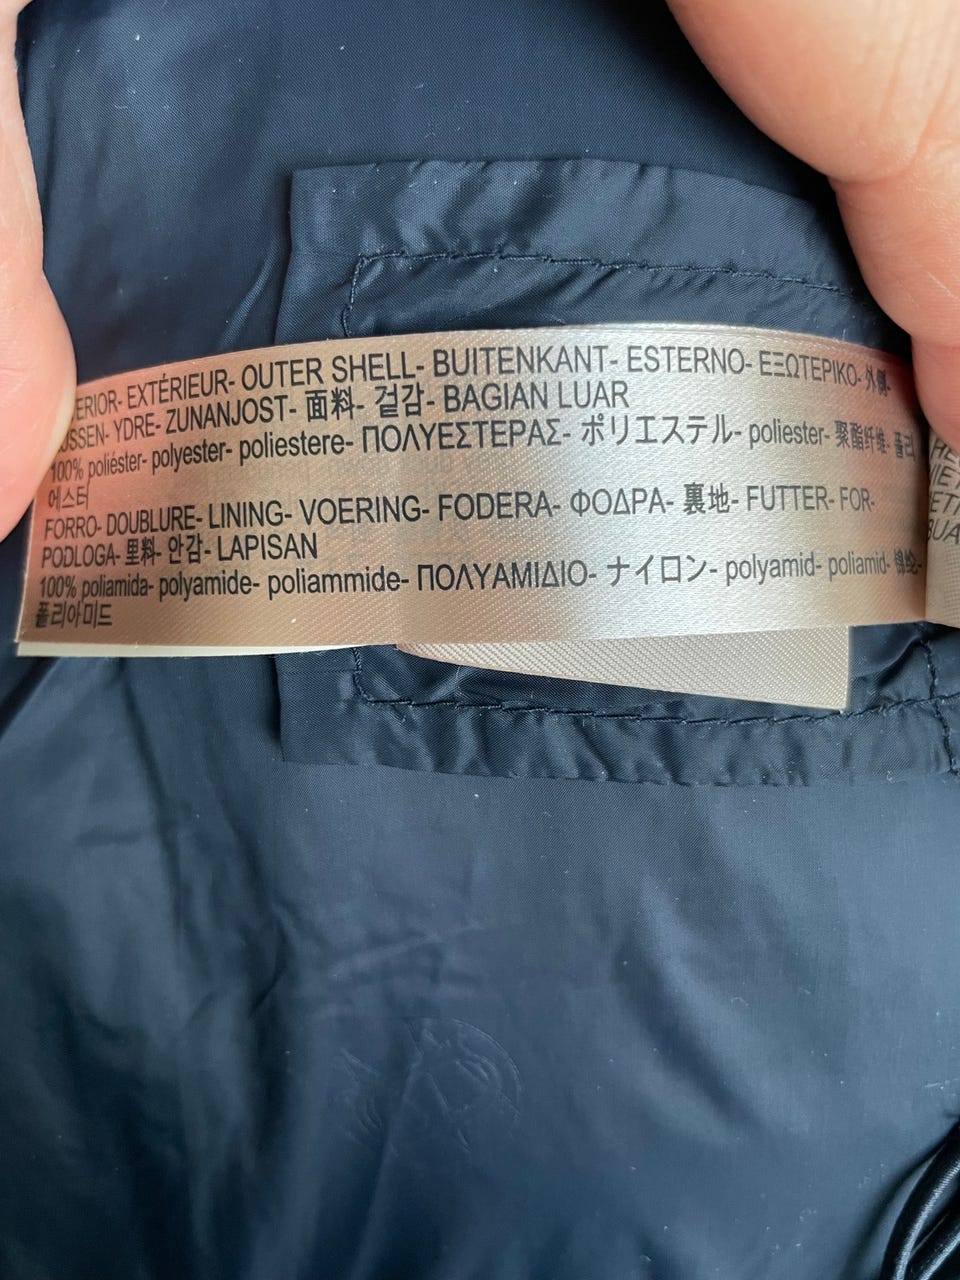 ERIOR- EXTÉRIEUR- OUTER SHELL- BUITENKANT- ESTERNO- ΕΞΩΤΕΡΙΚΟ- 外側-
USSEN- YDRE- ZUNANJOST- 面料- 겉감- BAGIAN LUAR
100% poliéster- polyester- poliestere- ΠΟΛΥΕΣΤΕΡΑΣ- ポリエステル- poliester- 聚酯纤维- 폴리
에스터
FORRO- DOUBLURE- LINING- VOERING- FODERA- ΦΟΔΡΑ- 裏地- FUTTER- FOR-
PODLOGA- 里料- 안감- LAPISAN
100% poliamida- polyamide- poliammide- ΠΟΛΥΑΜΙΔΙΟ- ナイロン- polyamid- poliamid- 锦纶-
폴리아미드